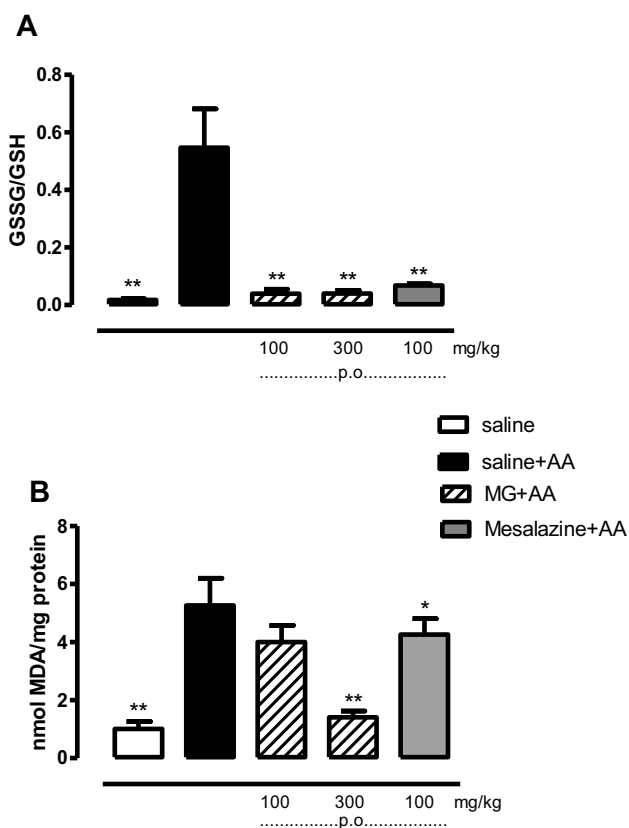 A
GSSG/GSH
0.8
0.6
0.4
0.2
0.0
** ** ** **
100 300 100 mg/kg
................p.o.................
saline
saline+AA
MG+AA
Mesalazine+AA
B
nmol MDA/mg protein
8
6
4
2
0
** ** *
100 300 100 mg/kg
................p.o.................